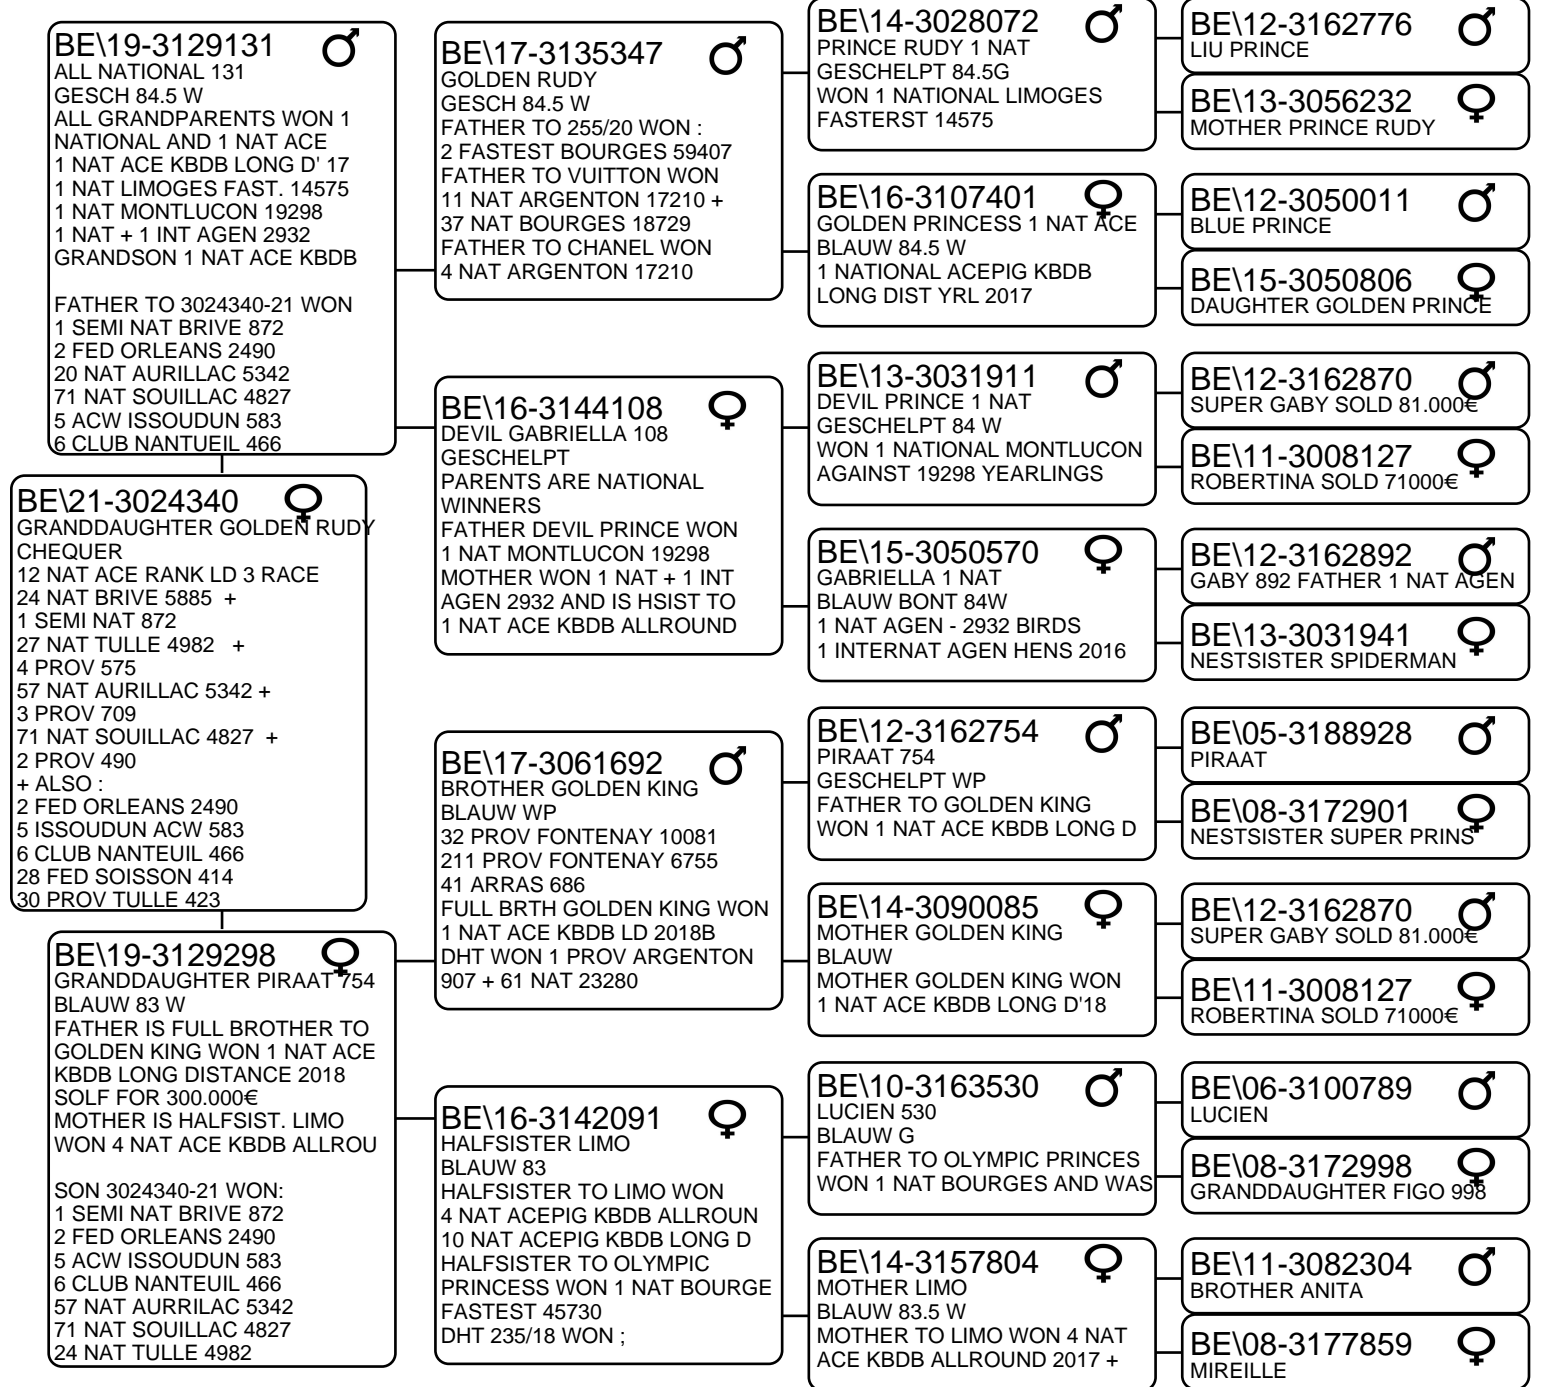 BE\19-3129131
ALL NATIONAL 131
GESCH 84.5 W
ALL GRANDPARENTS WON 1
NATIONAL AND 1 NAT ACE
1 NAT ACE KBDB LONG D' 17
1 NAT LIMOGES FAST. 14575
1 NAT MONTLUCON 19298
1 NAT + 1 INT AGEN 2932
GRANDSON 1 NAT ACE KBDB
FATHER TO 3024340-21 WON
1 SEMI NAT BRIVE 872
2 FED ORLEANS 2490
20 NAT AURILLAC 5342
71 NAT SOUILLAC 4827
5 ACW ISSOUDUN 583
6 CLUB NANTUEIL 466
BE\21-3024340
GRANDDAUGHTER GOLDEN RUDY
CHEQUER
12 NAT ACE RANK LD 3 RACE
24 NAT BRIVE 5885 +
1 SEMI NAT 872
27 NAT TULLE 4982 +
4 PROV 575
57 NAT AURILLAC 5342 +
3 PROV 709
71 NAT SOUILLAC 4827 +
2 PROV 490
+ ALSO :
2 FED ORLEANS 2490
5 ISSOUDUN ACW 583
6 CLUB NANTEUIL 466
28 FED SOISSON 414
30 PROV TULLE 423
BE\19-3129298
GRANDDAUGHTER PIRAAT 754
BLAUW 83 W
FATHER IS FULL BROTHER TO
GOLDEN KING WON 1 NAT ACE
KBDB LONG DISTANCE 2018
SOLF FOR 300.000€
MOTHER IS HALFSIST. LIMO
WON 4 NAT ACE KBDB ALLROU
SON 3024340-21 WON:
1 SEMI NAT BRIVE 872
2 FED ORLEANS 2490
5 ACW ISSOUDUN 583
6 CLUB NANTEUIL 466
57 NAT AURRILAC 5342
71 NAT SOUILLAC 4827
24 NAT TULLE 4982
BE\17-3135347
GOLDEN RUDY
GESCH 84.5 W
FATHER TO 255/20 WON :
2 FASTEST BOURGES 59407
FATHER TO VUITTON WON
11 NAT ARGENTON 17210 +
37 NAT BOURGES 18729
FATHER TO CHANEL WON
4 NAT ARGENTON 17210
BE\16-3144108
DEVIL GABRIELLA 108
GESCHELPT
PARENTS ARE NATIONAL
WINNERS
FATHER DEVIL PRINCE WON
1 NAT MONTLUCON 19298
MOTHER WON 1 NAT + 1 INT
AGEN 2932 AND IS HSIST TO
1 NAT ACE KBDB ALLROUND
BE\17-3061692
BROTHER GOLDEN KING
BLAUW WP
32 PROV FONTENAY 10081
211 PROV FONTENAY 6755
41 ARRAS 686
FULL BRTH GOLDEN KING WON
1 NAT ACE KBDB LD 2018B
DHT WON 1 PROV ARGENTON
907 + 61 NAT 23280
BE\16-3142091
HALFSISTER LIMO
BLAUW 83
HALFSISTER TO LIMO WON
4 NAT ACEPIG KBDB ALLROUN
10 NAT ACEPIG KBDB LONG D
HALFSISTER TO OLYMPIC
PRINCESS WON 1 NAT BOURGE
FASTEST 45730
DHT 235/18 WON ;
BE\14-3028072
PRINCE RUDY 1 NAT
GESCHELPT 84.5G
WON 1 NATIONAL LIMOGES
FASTERST 14575
BE\16-3107401
GOLDEN PRINCESS 1 NAT ACE
BLAUW 84.5 W
1 NATIONAL ACEPIG KBDB
LONG DIST YRL 2017
BE\13-3031911
DEVIL PRINCE 1 NAT
GESCHELPT 84 W
WON 1 NATIONAL MONTLUCON
AGAINST 19298 YEARLINGS
BE\15-3050570
GABRIELLA 1 NAT
BLAUW BONT 84W
1 NAT AGEN - 2932 BIRDS
1 INTERNAT AGEN HENS 2016
BE\12-3162754
PIRAAT 754
GESCHELPT WP
FATHER TO GOLDEN KING
WON 1 NAT ACE KBDB LONG D
BE\14-3090085
MOTHER GOLDEN KING
BLAUW
MOTHER GOLDEN KING WON
1 NAT ACE KBDB LONG D'18
BE\10-3163530
LUCIEN 530
BLAUW G
FATHER TO OLYMPIC PRINCES
WON 1 NAT BOURGES AND WAS
BE\14-3157804
MOTHER LIMO
BLAUW 83.5 W
MOTHER TO LIMO WON 4 NAT
ACE KBDB ALLROUND 2017 +
BE\12-3162776
LIU PRINCE
BE\13-3056232
MOTHER PRINCE RUDY
BE\12-3050011
BLUE PRINCE
BE\15-3050806
DAUGHTER GOLDEN PRINCE
BE\12-3162870
SUPER GABY SOLD 81.000€
BE\11-3008127
ROBERTINA SOLD 71000€
BE\12-3162892
GABY 892 FATHER 1 NAT AGEN
BE\13-3031941
NESTSISTER SPIDERMAN
BE\05-3188928
PIRAAT
BE\08-3172901
NESTSISTER SUPER PRINS
BE\12-3162870
SUPER GABY SOLD 81.000€
BE\11-3008127
ROBERTINA SOLD 71000€
BE\06-3100789
LUCIEN
BE\08-3172998
GRANDDAUGHTER FIGO 998
BE\11-3082304
BROTHER ANITA
BE\08-3177859
MIREILLE